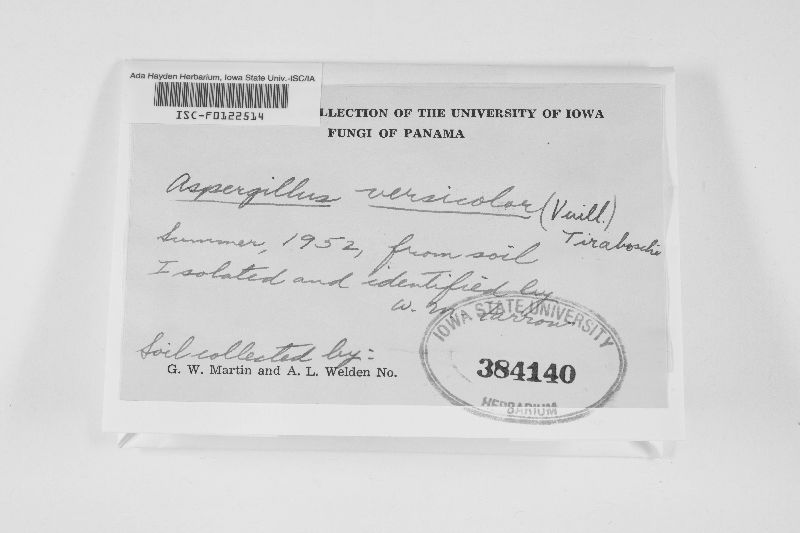 Ada Hayden Herbarium, Iowa State Univ.-ISC/IA
ISC-F0122514
LLECTION OF THE UNIVERSITY OF IOWA
FUNGI OF PANAMA
Aspergillus versicolor (Vuill.)
Tiraboschi
Summer, 1952, from soil
Isolated and identified by
W. M.
Soil collected by:
G. W. Martin and A. L. Welden No.
IOWA STATE UNIVERSITY
384140
HERBARIUM